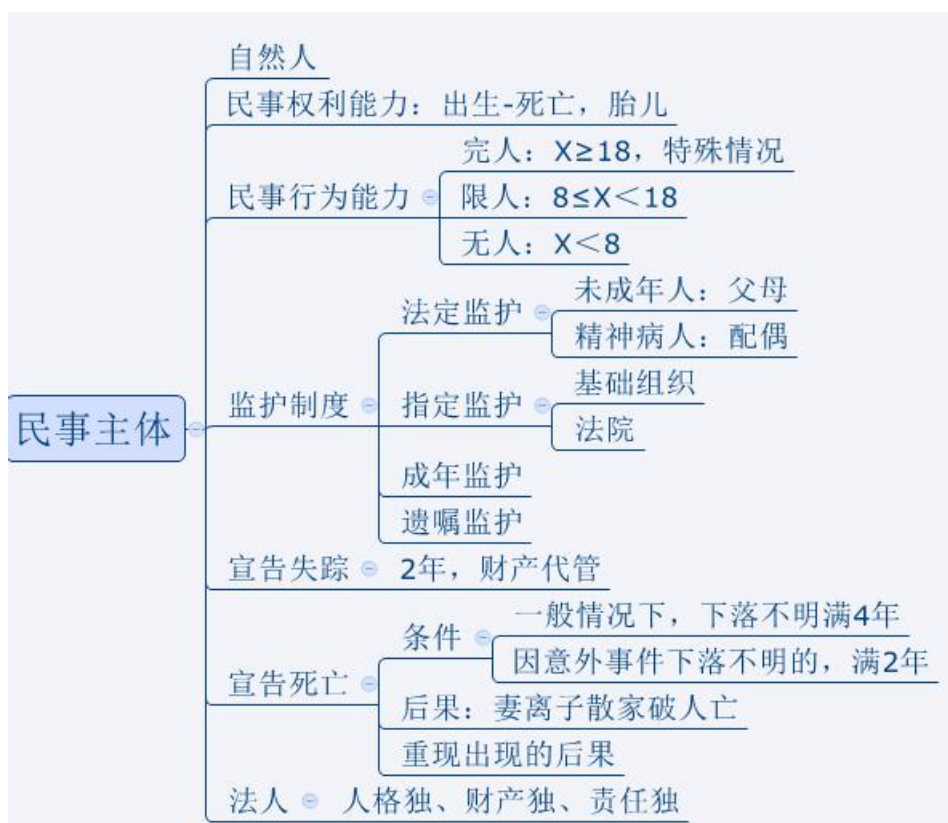 民事主体
自然人
民事权利能力：出生-死亡，胎儿
民事行为能力
完人：X≥18，特殊情况
限人：8≤X＜18
无人：X＜8
监护制度
法定监护
未成年人：父母
精神病人：配偶
指定监护
基础组织
法院
成年监护
遗嘱监护
宣告失踪
2年，财产代管
宣告死亡
条件
一般情况下，下落不明满4年
因意外事件下落不明的，满2年
后果：妻离子散家破人亡
重现出现的后果
法人
人格独、财产独、责任独